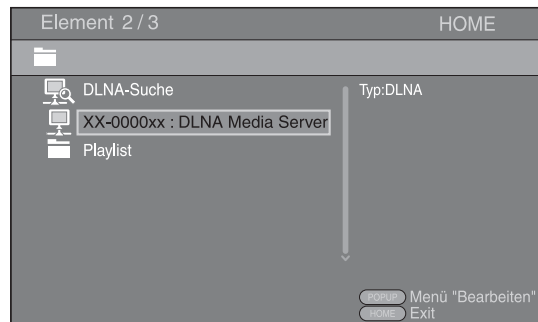 Element 2/3 HOME
DLNA-Suche Typ:DLNA
XX-0000xx : DLNA Media Server
Playlist
POPUP Menü "Bearbeiten"
HOME Exit